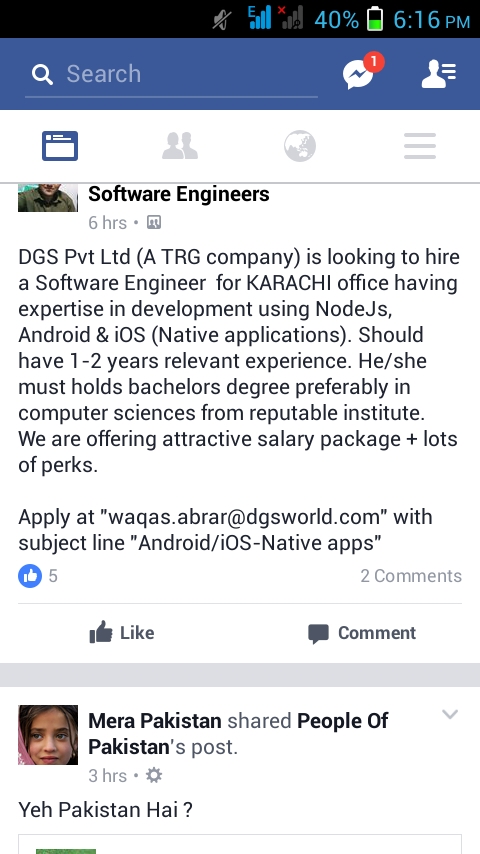 E 40% 6:16 PM
Search
1
Software Engineers
6 hrs •
DGS Pvt Ltd (A TRG company) is looking to hire
a Software Engineer  for KARACHI office having
expertise in development using NodeJs,
Android & iOS (Native applications). Should
have 1-2 years relevant experience. He/she
must holds bachelors degree preferably in
computer sciences from reputable institute.
We are offering attractive salary package + lots
of perks.
Apply at "waqas.abrar@dgsworld.com" with
subject line "Android/iOS-Native apps"
5 2 Comments
Like Comment
Mera Pakistan shared People Of
Pakistan's post.
3 hrs •
Yeh Pakistan Hai ?